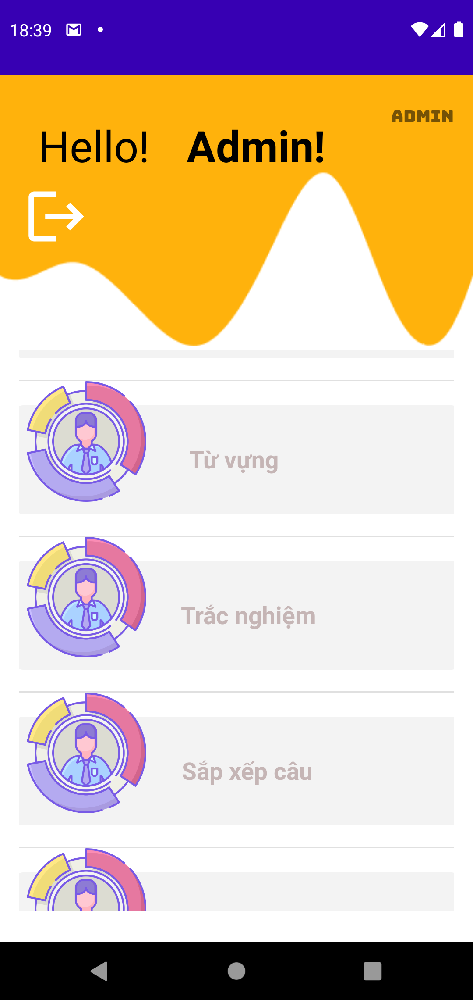 18:39
ADMIN
Hello! Admin!
Từ vựng
Trắc nghiệm
Sắp xếp câu